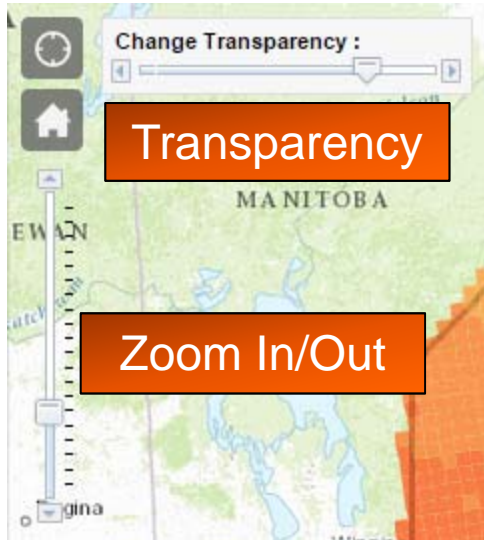 Change Transparency :
Transparency
MANITOBA
EWAN
Zoom In/Out
gina